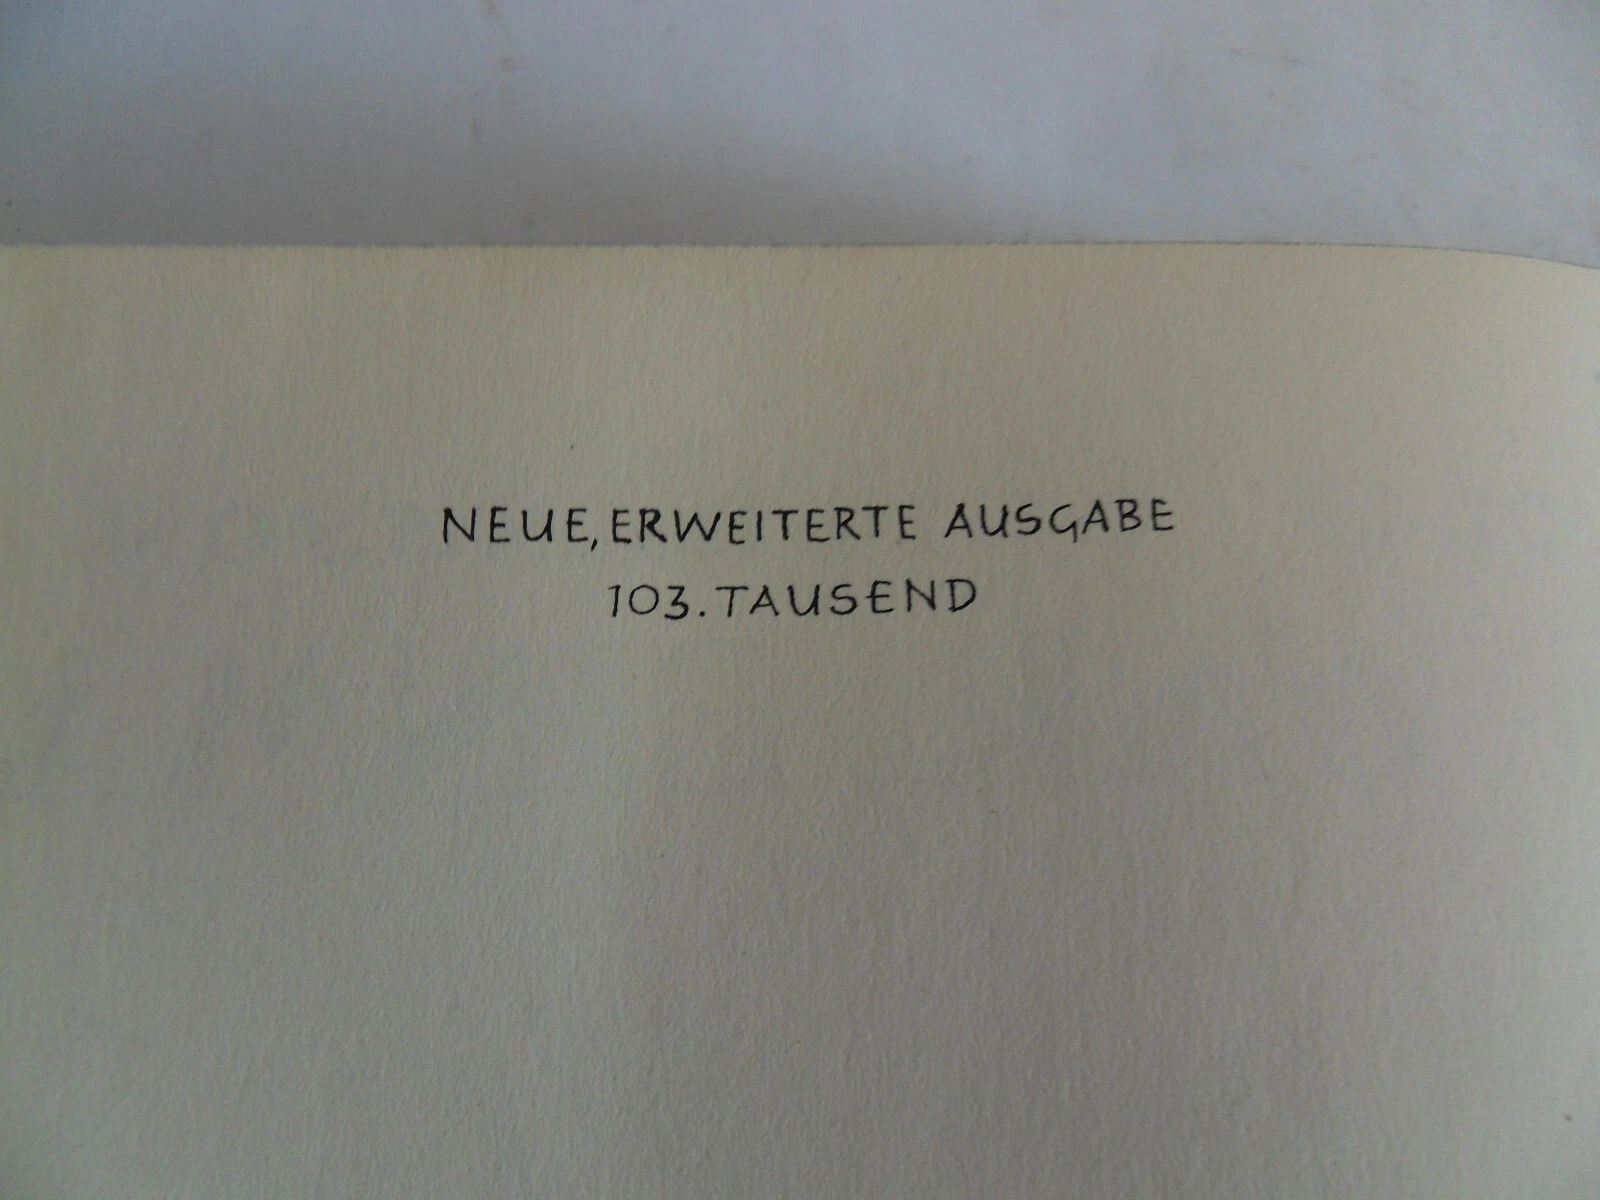 NEUE, ERWEITERTE AUSGABE
103. TAUSEND